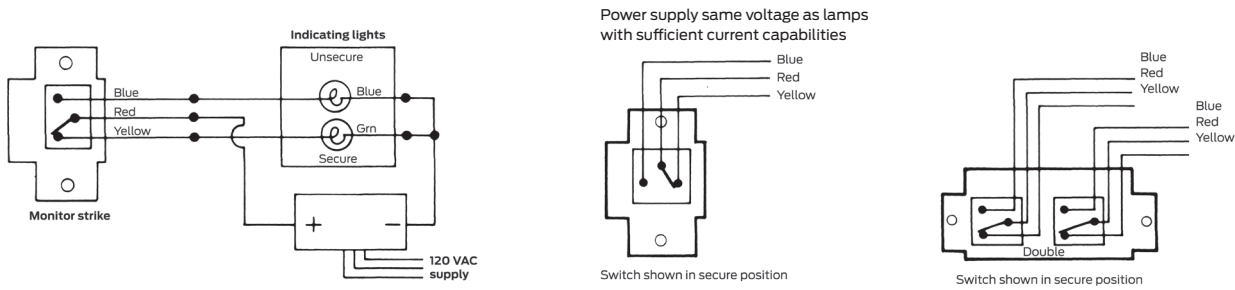 Indicating lights
Unsecure
Blue
Blue
Red
Yellow
Grn
Secure
Monitor strike
+
−
120 VAC
supply
Power supply same voltage as lamps
with sufficient current capabilities
Blue
Red
Yellow
Switch shown in secure position
Blue
Red
Yellow
Blue
Red
Yellow
Double
Switch shown in secure position